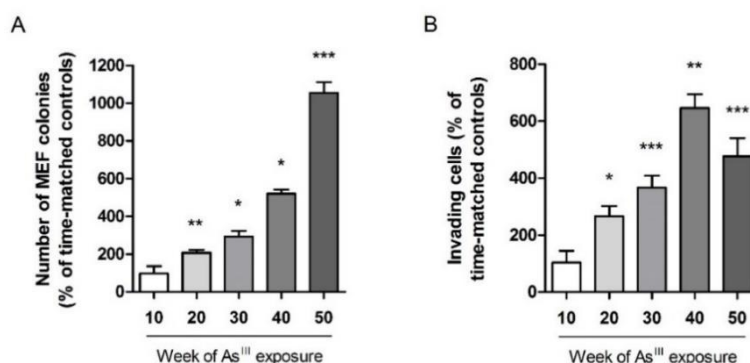 A
Number of MEF colonies
(% of time-matched controls)
1200
1000
800
600
400
200
0
**
*
*
***
10 20 30 40 50
Week of As^III exposure
B
Invading cells (% of
time-matched controls)
800
600
400
200
0
*
***
**
***
10 20 30 40 50
Week of As^III exposure